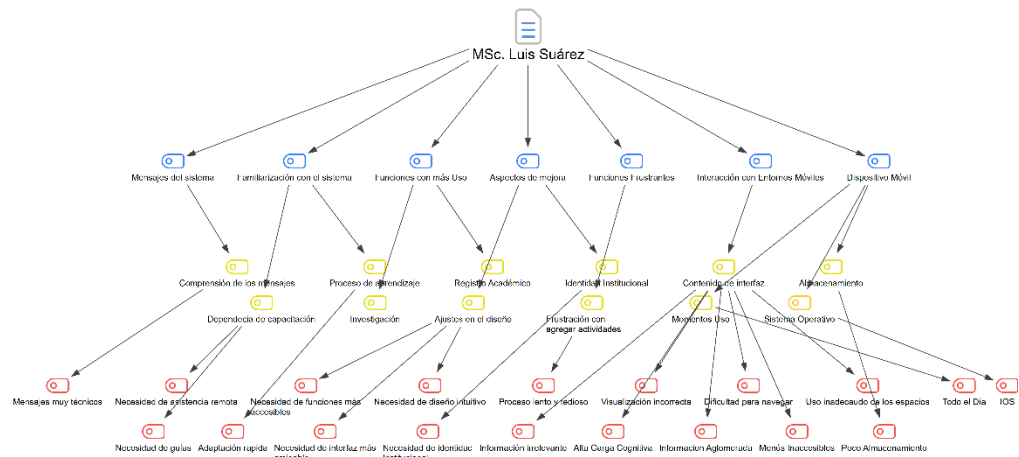 MSc. Luis Suárez
Mensajes del sistema
Familiarización con el sistema
Funciones con más Uso
Aspectos de mejora
Funciones Frustrantes
Interacción con Entornos Móviles
Dispositivo Móvil
Comprensión de los mensajes
Proceso de aprendizaje
Registro Académico
Identidad Institucional
Contenido de interfaz
Almacenamiento
Dependecia de capacitación
Investigación
Ajustes en el diseño
Frustración con
agregar actividades
Momentos Uso
Sistema Operativo
Mensajes muy técnicos
Necesidad de asistencia remota
Necesidad de funciones más
accesibles
Necesidad de diseño intuitivo
Proceso lento y tedioso
Visualización incorrecta
Dificultad para navegar
Uso inadecaudo de los espacios
Todo el Dia
IOS
Necesidad de guías
Adaptación rapida
Necesidad de interfaz más
Necesidad de identidad
Información irrelevante
Alta Carga Cognitiva
Informacion Aglomerada
Menús Inaccesibles
Poco Almaconamiento